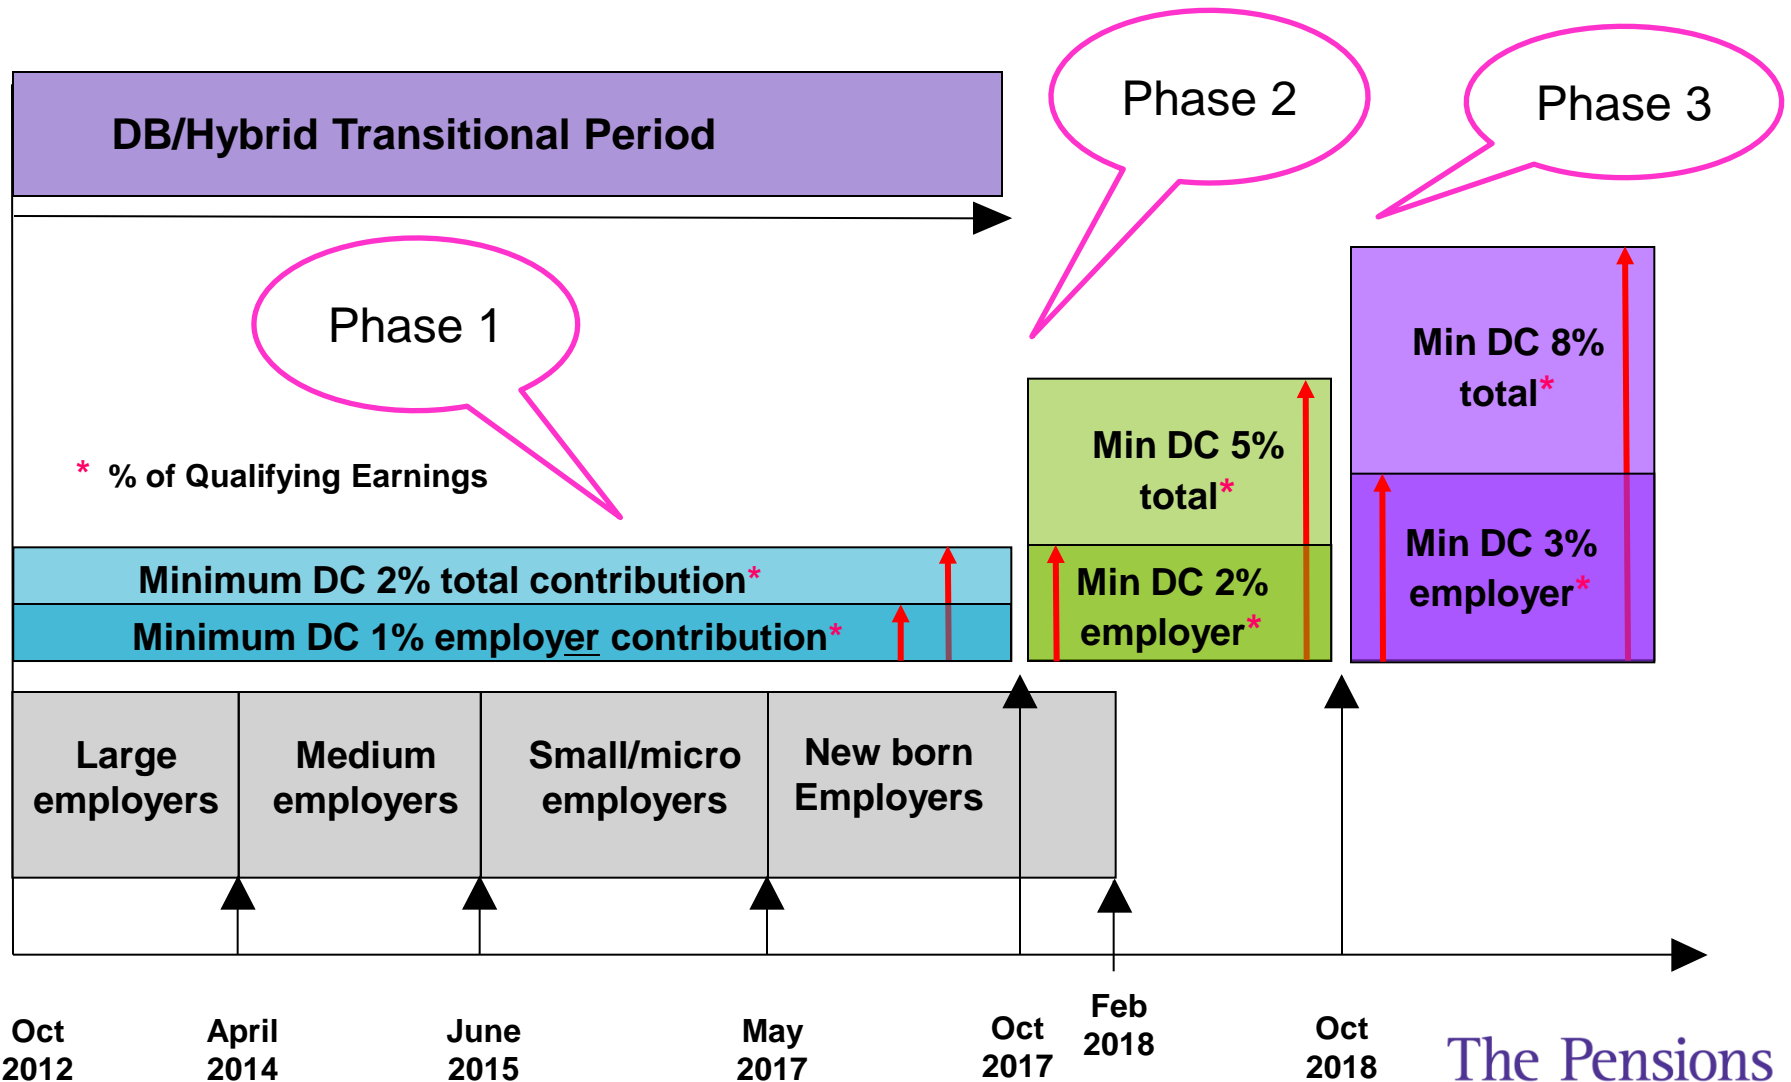 DB/Hybrid Transitional Period
Phase 1
Phase 2
Phase 3
* % of Qualifying Earnings
Minimum DC 2% total contribution*
Minimum DC 1% employer contribution*
Min DC 5%
total*
Min DC 2%
employer*
Min DC 8%
total*
Min DC 3%
employer*
Large
employers
Medium
employers
Small/micro
employers
New born
Employers
Oct
2012
April
2014
June
2015
May
2017
Oct
2017
Feb
2018
Oct
2018
The Pensions